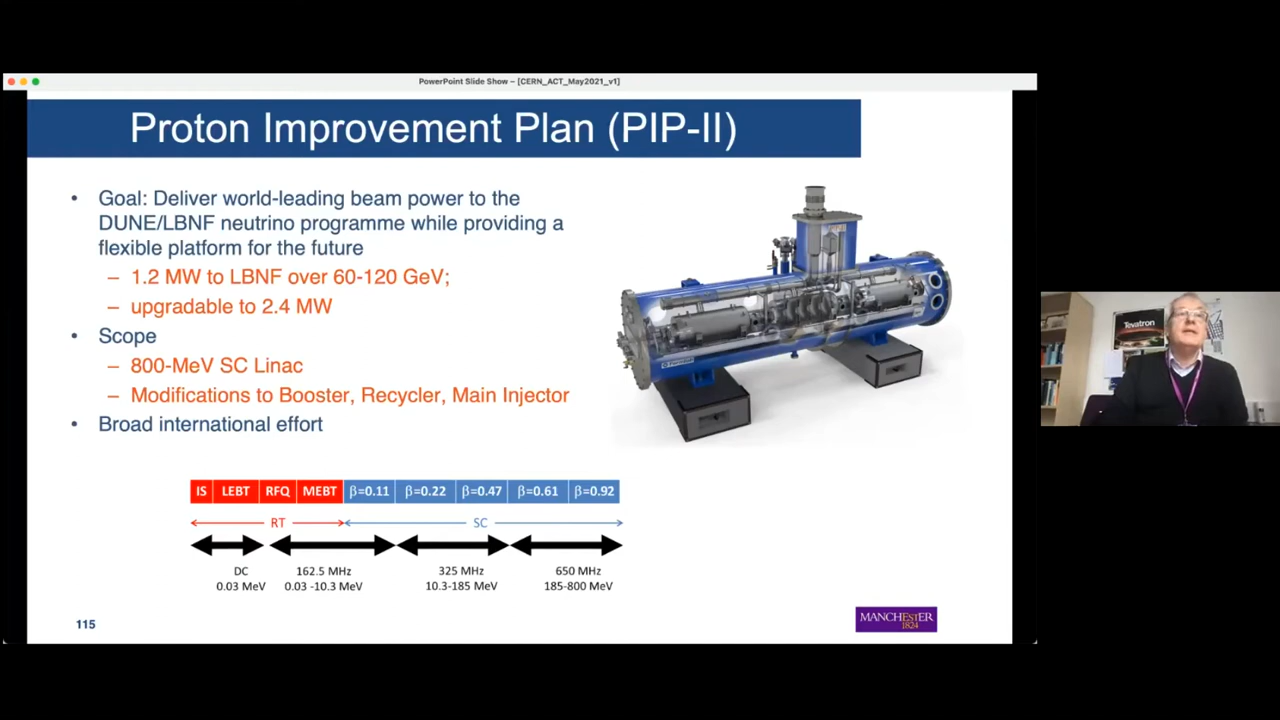 PowerPoint Slide Show – [CERN_ACT_May2021_v1]
Proton Improvement Plan (PIP-II)
• Goal: Deliver world-leading beam power to the
DUNE/LBNF neutrino programme while providing a
flexible platform for the future
– 1.2 MW to LBNF over 60-120 GeV;
– upgradable to 2.4 MW
• Scope
– 800-MeV SC Linac
– Modifications to Booster, Recycler, Main Injector
• Broad international effort
IS LEBT RFQ MEBT β=0.11 β=0.22 β=0.47 β=0.61 β=0.92
RT SC
DC 162.5 MHz 325 MHz 650 MHz
0.03 MeV 0.03 -10.3 MeV 10.3-185 MeV 185-800 MeV
115
MANCHESTER
1824
Tevatron